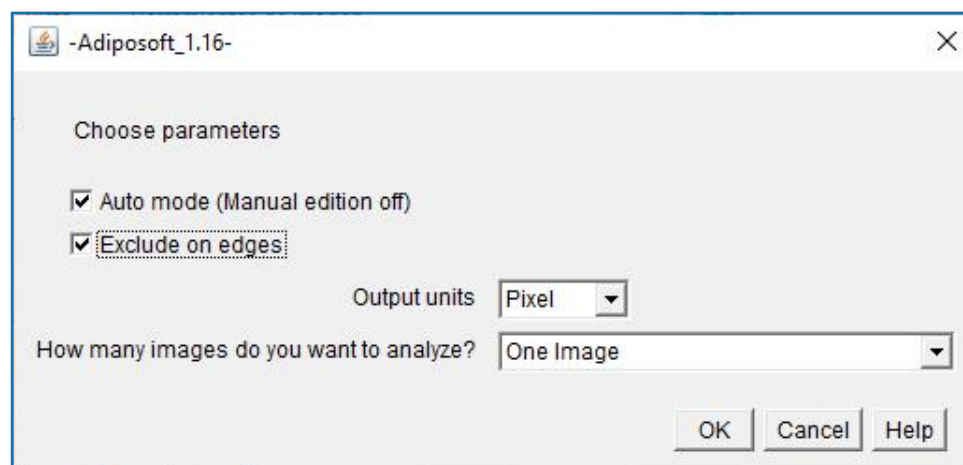 -Adiposoft_1.16-
Choose parameters
Auto mode (Manual edition off)
Exclude on edges
Output units Pixel
How many images do you want to analyze? One Image
OK Cancel Help